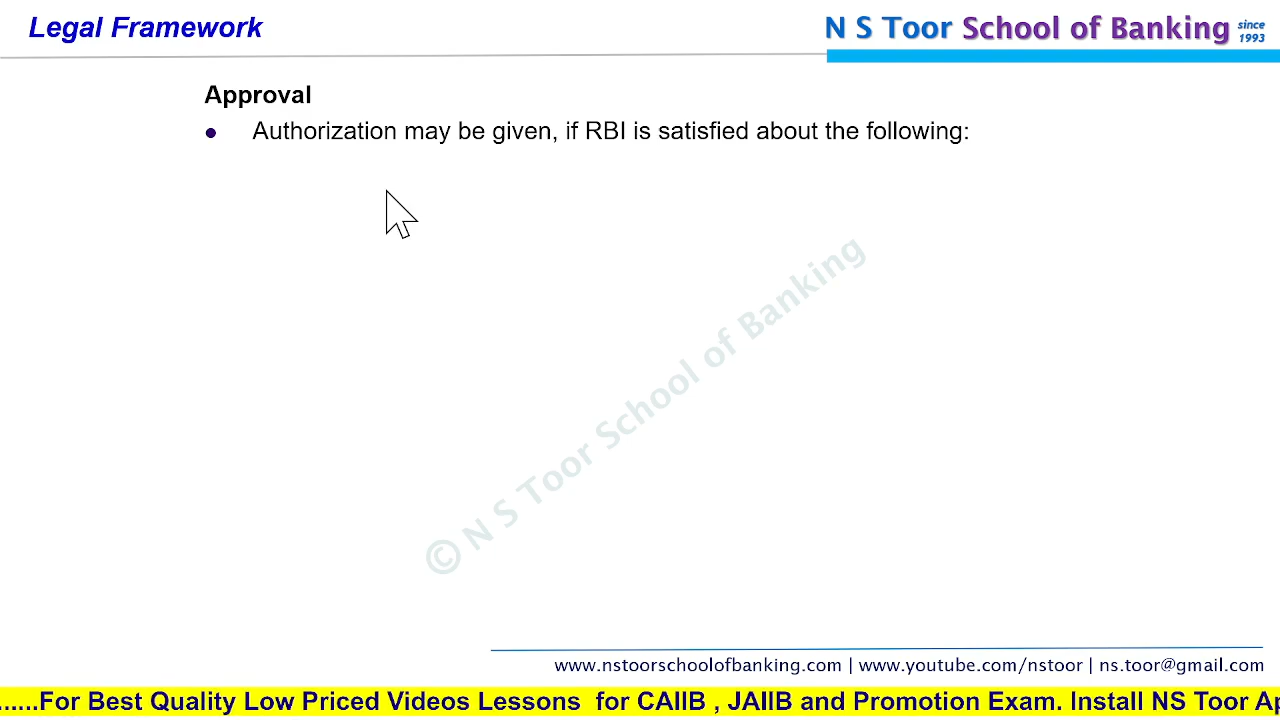 Legal Framework
N S Toor School of Banking since 1993
Approval
● Authorization may be given, if RBI is satisfied about the following:
© N S Toor School of Banking
www.nstoorschoolofbanking.com | www.youtube.com/nstoor | ns.toor@gmail.com
......For Best Quality Low Priced Videos Lessons for CAIIB , JAIIB and Promotion Exam. Install NS Toor